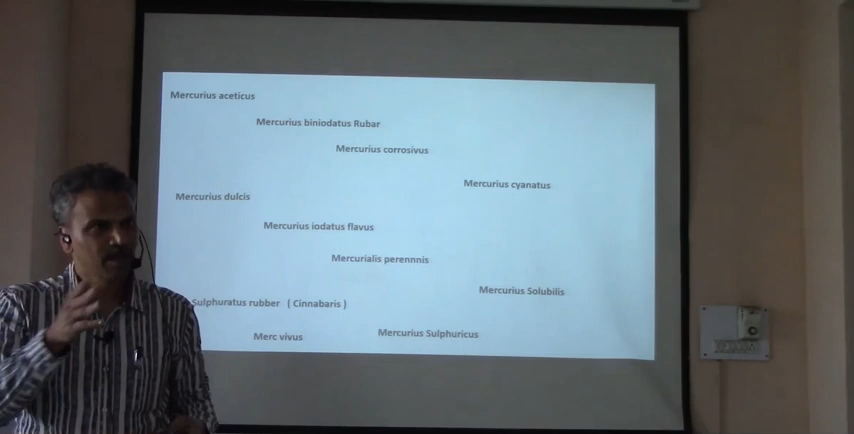 Mercurius aceticus
Mercurius biniodatus Rubar
Mercurius corrosivus
Mercurius cyanatus
Mercurius dulcis
Mercurius iodatus flavus
Mercurialis perennnis
Mercurius Solubilis
Sulphuratus rubber ( Cinnabaris )
Mercurius Sulphuricus
Merc vivus